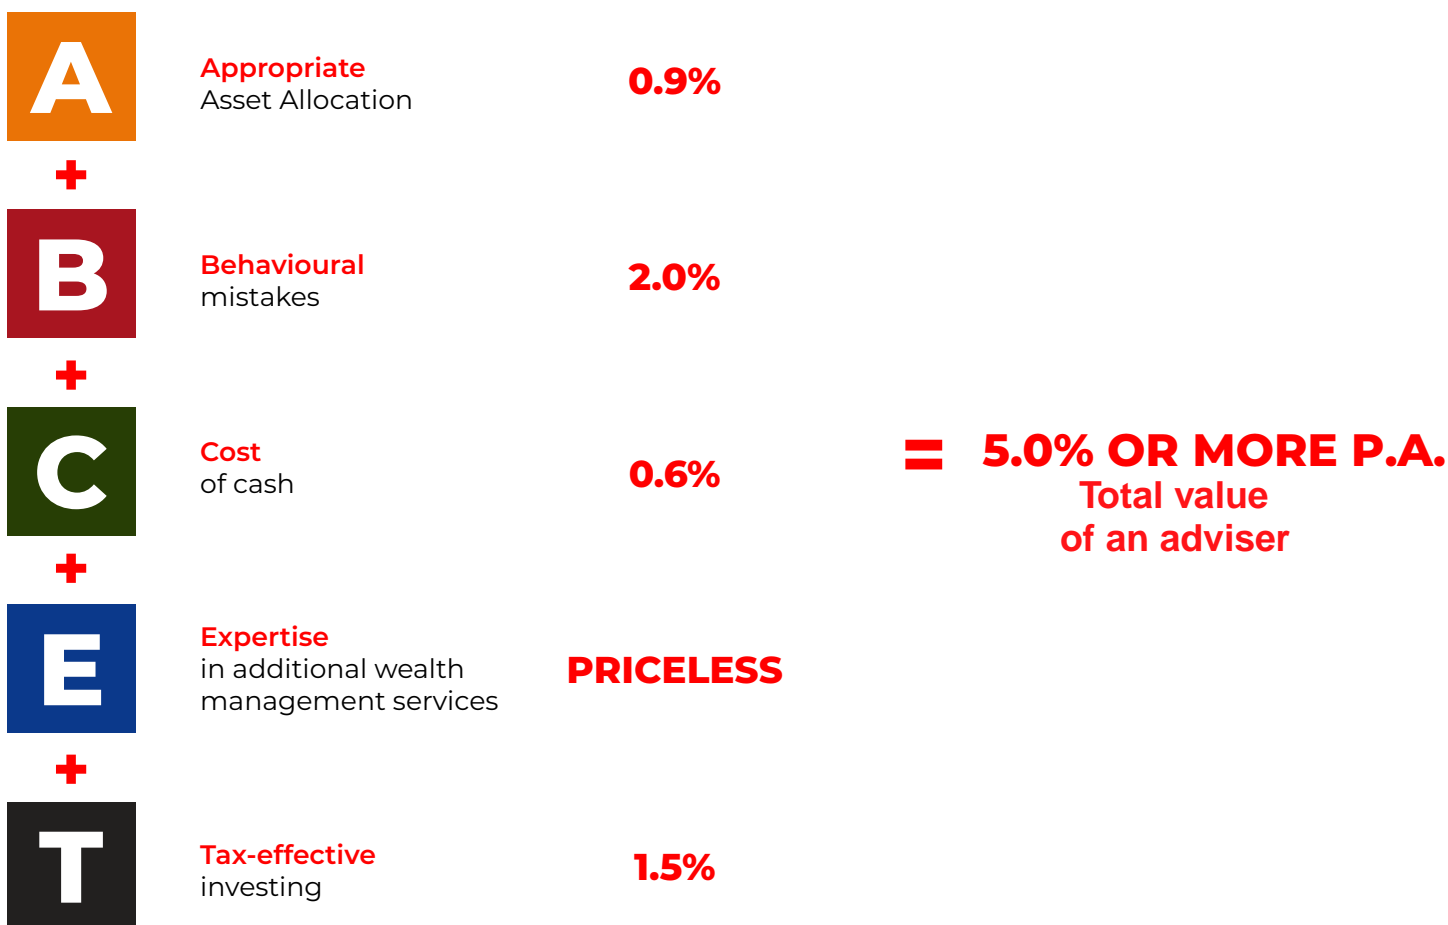 A
Appropriate
Asset Allocation
0.9%
+
B
Behavioural
mistakes
2.0%
+
C
Cost
of cash
0.6%
= 5.0% OR MORE P.A.
Total value
of an adviser
+
E
Expertise
in additional wealth
management services
PRICELESS
+
T
Tax-effective
investing
1.5%